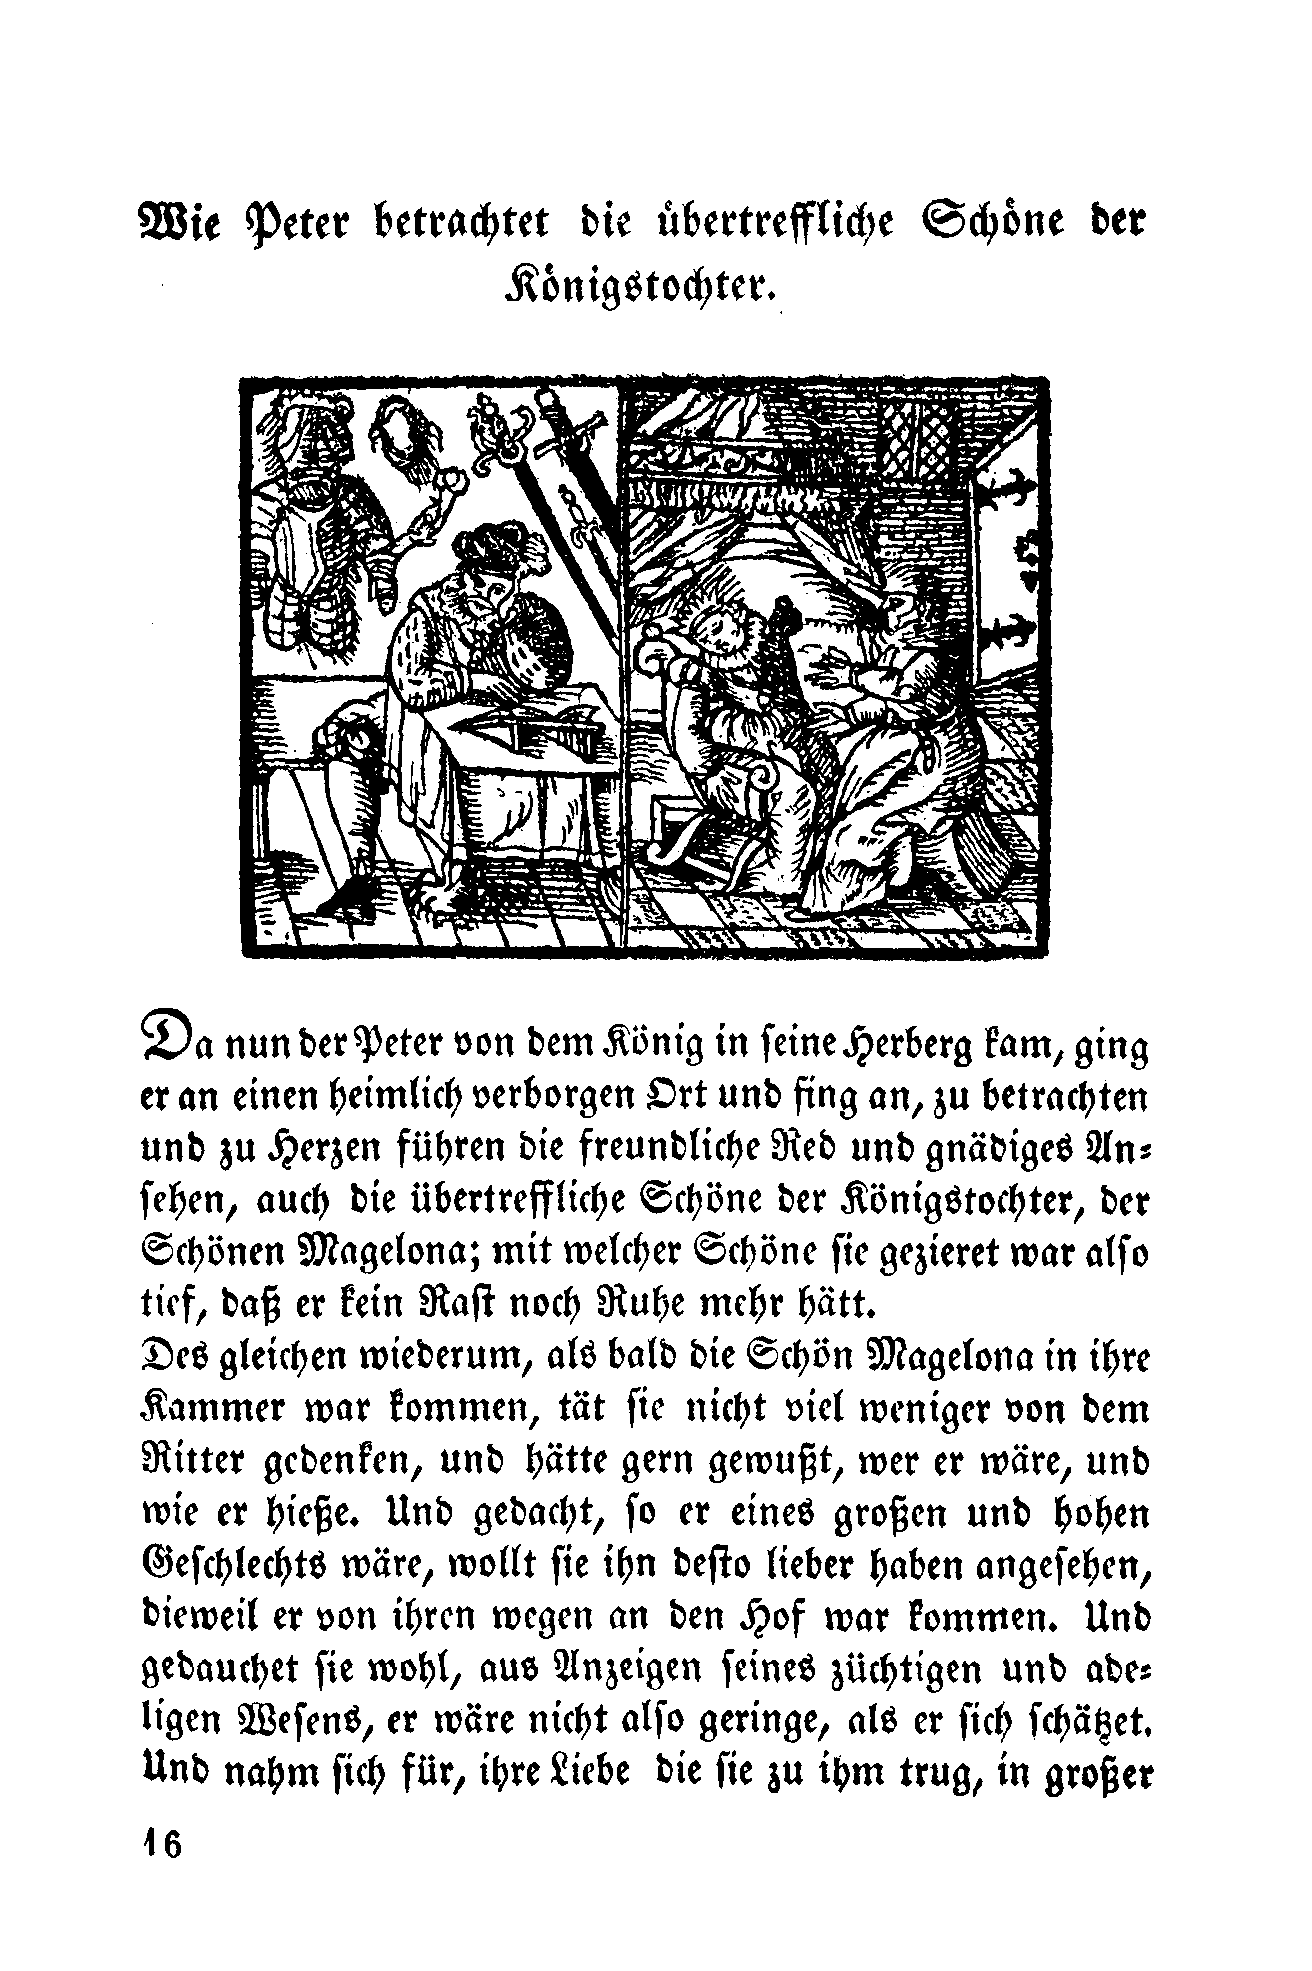 Wie Peter betrachtet die übertreffliche Schöne der
Königstochter.
Da nun der Peter von dem König in seine Herberg kam, ging
er an einen heimlich verborgen Ort und fing an, zu betrachten
und zu Herzen führen die freundliche Red und gnädiges An-
sehen, auch die übertreffliche Schöne der Königstochter, der
Schönen Magelona; mit welcher Schöne sie gezieret war also
tief, daß er kein Rast noch Ruhe mehr hätt.
Des gleichen wiederum, als bald die Schön Magelona in ihre
Kammer war kommen, tät sie nicht viel weniger von dem
Ritter gedenken, und hätte gern gewußt, wer er wäre, und
wie er hieße. Und gedacht, so er eines großen und hohen
Geschlechts wäre, wollt sie ihn desto lieber haben angesehen,
dieweil er von ihren wegen an den Hof war kommen. Und
gedauchet sie wohl, aus Anzeigen seines züchtigen und ade-
ligen Wesens, er wäre nicht also geringe, als er sich schätzet.
Und nahm sich für, ihre Liebe die sie zu ihm trug, in großer
16